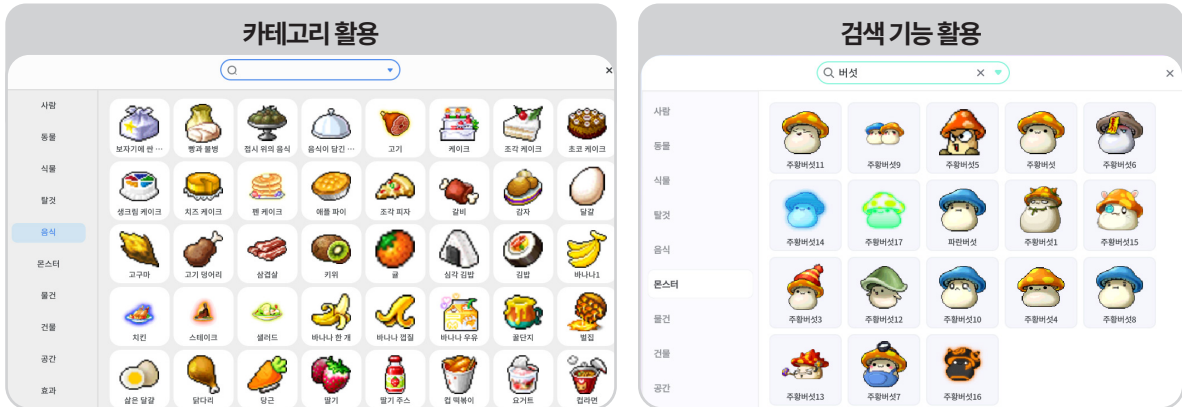 카테고리 활용
사람
동물
식물
탈것
음식
몬스터
물건
건물
공간
효과
보자기에 싼 …
빵과 물병
접시 위의 음식
음식이 담긴 …
고기
케이크
조각 케이크
초코 케이크
생크림 케이크
치즈 케이크
펜 케이크
애플 파이
조각 피자
갈비
감자
달걀
고구마
고기 덩어리
삼겹살
키위
귤
심각 김밥
김밥
바나나1
치킨
스테이크
샐러드
바나나 한 개
바나나 껍질
바나나 우유
꿀단지
벌집
삶은 달걀
닭다리
당근
딸기
딸기 주스
컵 떡볶이
요거트
컵라면
검색 기능 활용
버섯
사람
동물
식물
탈것
음식
몬스터
물건
건물
공간
주황버섯11
주황버섯9
주황버섯5
주황버섯
주황버섯6
주황버섯14
주황버섯17
파란버섯
주황버섯1
주황버섯15
주황버섯3
주황버섯12
주황버섯10
주황버섯4
주황버섯8
주황버섯13
주황버섯7
주황버섯16